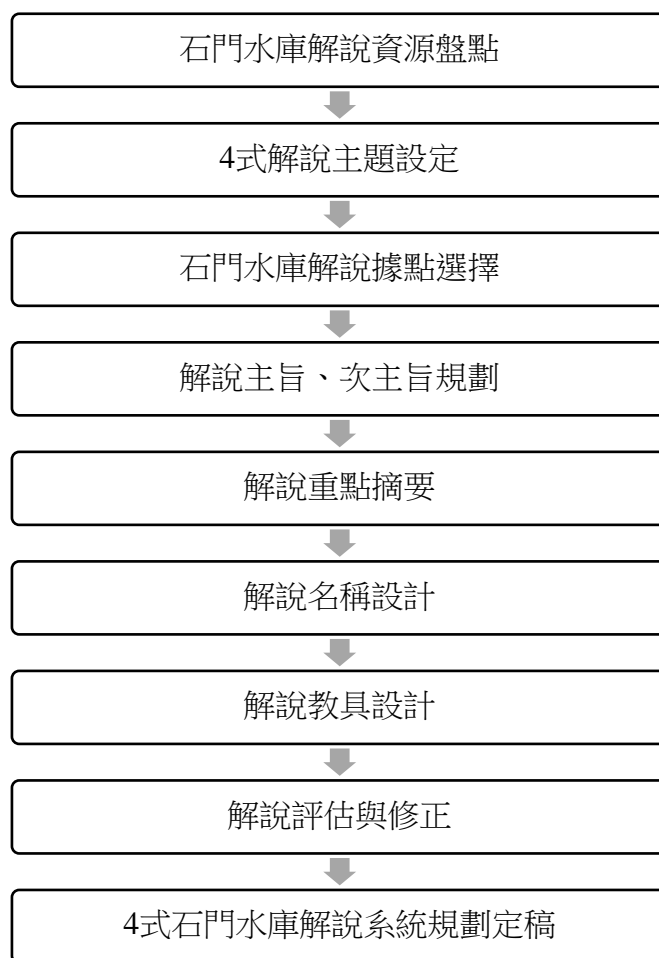 石門水庫解說資源盤點
4式解說主題設定
石門水庫解說據點選擇
解說主旨、次主旨規劃
解說重點摘要
解說名稱設計
解說教具設計
解說評估與修正
4式石門水庫解說系統規劃定稿